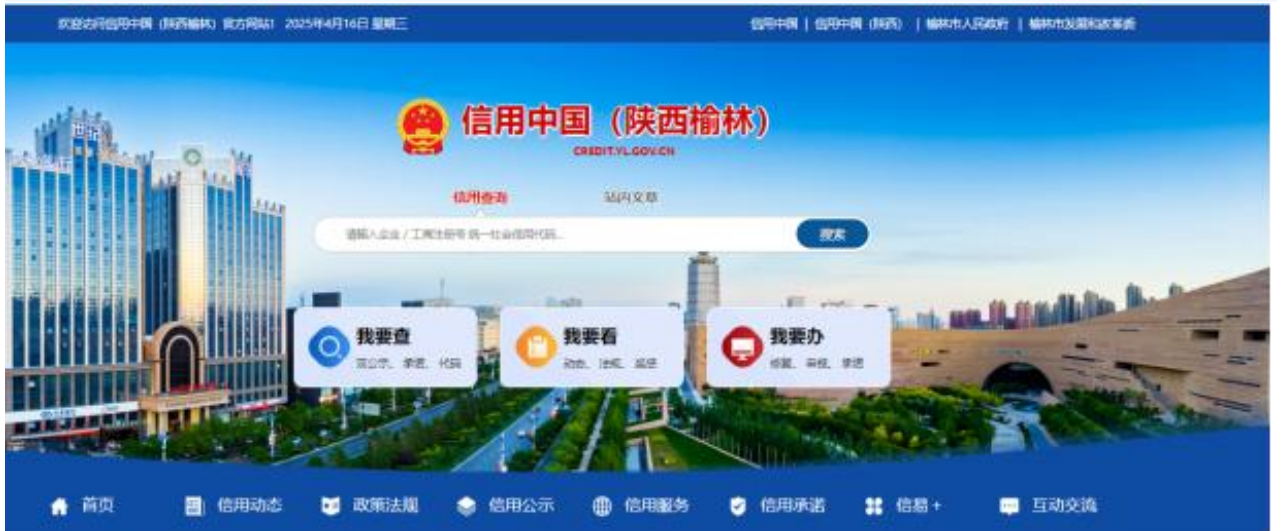 欢迎访问信用中国（陕西榆林）官方网站！ 2025年4月16日 星期三
信用中国 | 信用中国（陕西） | 榆林市人民政府 | 榆林市发展和改革委
信用中国（陕西榆林）
CREDIT.YL.GOV.CN
信用查询 站内文章
请输入企业 / 工商注册号 统一社会信用代码...
搜索
我要查 我要看 我要办
双公示、承诺、代码 动态、法规、 修复、审核、承诺
首页 信用动态 政策法规 信用公示 信用服务 信用承诺 信易+ 互动交流